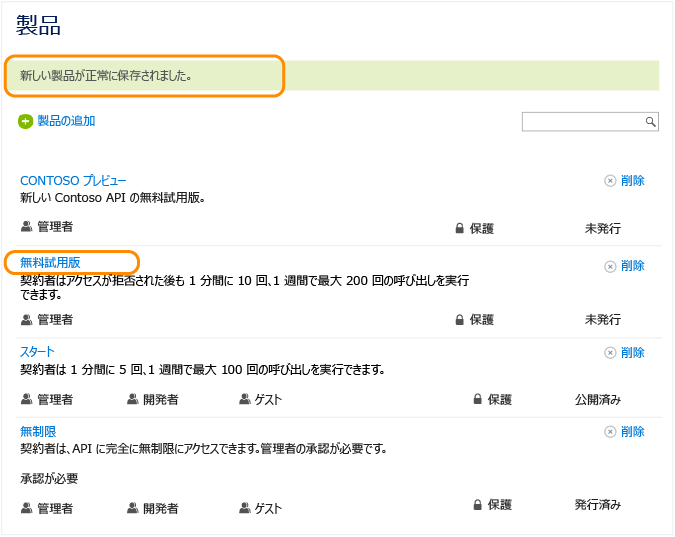 製品
新しい製品が正常に保存されました。
製品の追加
CONTOSO プレビュー 削除
新しい Contoso API の無料試用版。
管理者 保護 未発行
無料試用版 削除
契約者はアクセスが拒否された後も 1 分間に 10 回、1 週間で最大 200 回の呼び出しを実行
できます。
管理者 保護 未発行
スタート 削除
契約者は 1 分間に 5 回、1 週間で最大 100 回の呼び出しを実行できます。
管理者 開発者 ゲスト 保護 公開済み
無制限 削除
契約者は、API に完全に無制限にアクセスできます。管理者の承認が必要です。
承認が必要
管理者 開発者 ゲスト 保護 発行済み